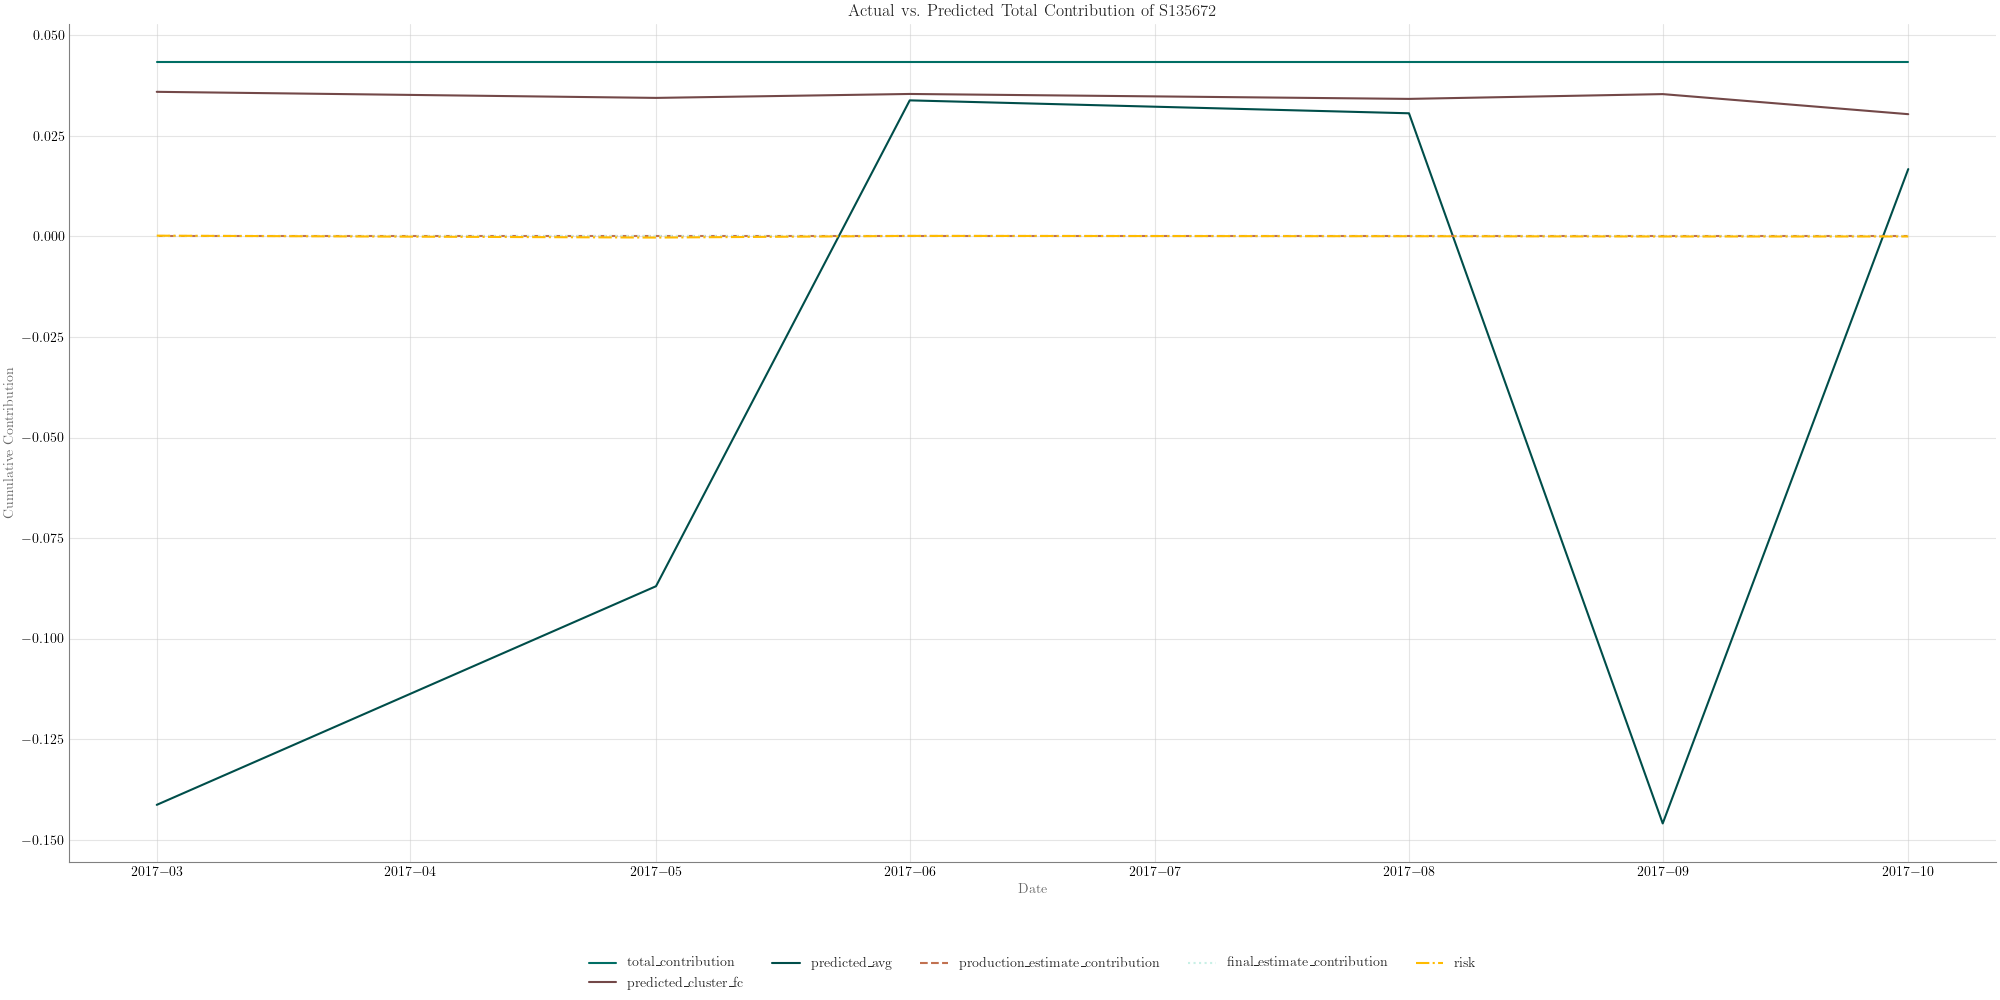 Actual vs. Predicted Total Contribution of S135672
0.050
0.025
0.000
−0.025
−0.050
−0.075
−0.100
−0.125
−0.150
Cumulative Contribution
2017−03 2017−04 2017−05 2017−06 2017−07 2017−08 2017−09 2017−10
Date
total_contribution predicted_avg production_estimate_contribution final_estimate_contribution risk
predicted_cluster_fc